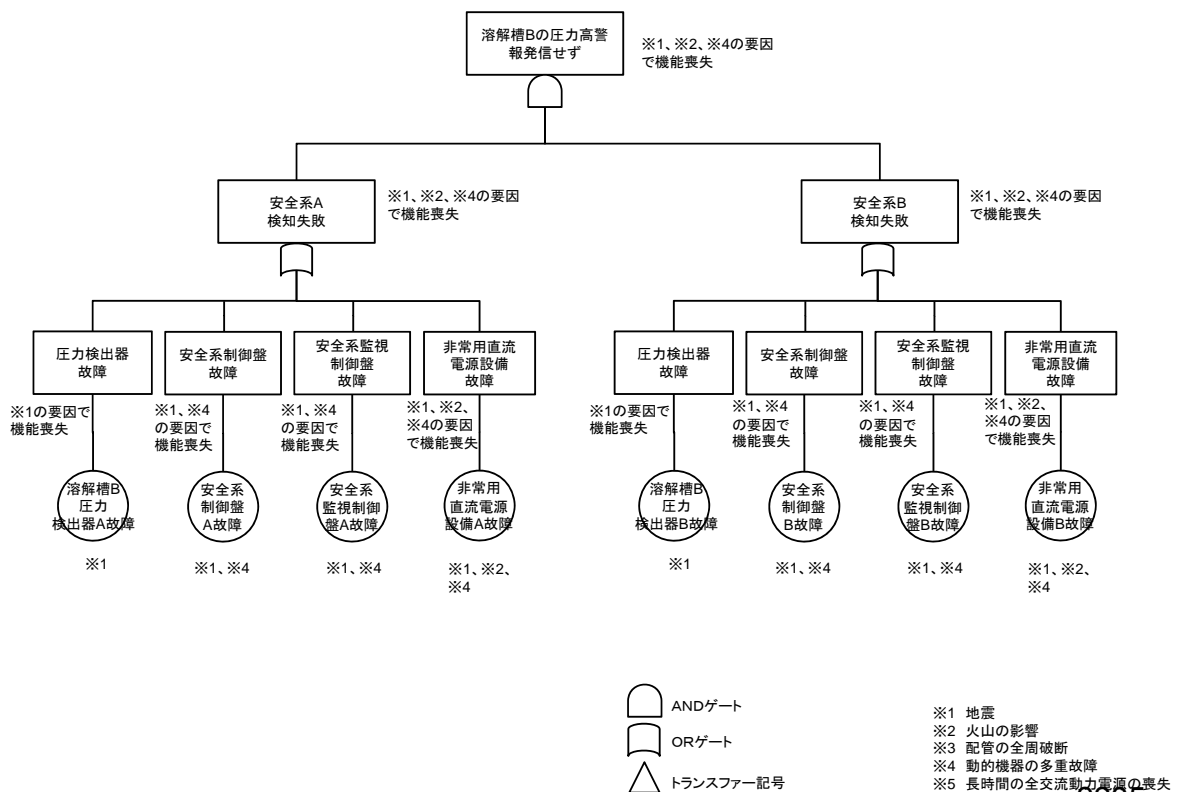 溶解槽Bの圧力高警
報発信せず
※1、※2、※4の要因
で機能喪失
安全系A
検知失敗
※1、※2、※4の要因
で機能喪失
安全系B
検知失敗
※1、※2、※4の要因
で機能喪失
圧力検出器
故障
安全系制御盤
故障
安全系監視
制御盤
故障
非常用直流
電源設備
故障
圧力検出器
故障
安全系制御盤
故障
安全系監視
制御盤
故障
非常用直流
電源設備
故障
※1の要因で
機能喪失
※1、※4
の要因で
機能喪失
※1、※4
の要因で
機能喪失
※1、※2、
※4の要因
で機能喪失
※1の要因で
機能喪失
※1、※4
の要因で
機能喪失
※1、※4
の要因で
機能喪失
※1、※2、
※4の要因
で機能喪失
溶解槽B
圧力
検出器A故障
安全系
制御盤
A故障
安全系
監視制御
盤A故障
非常用
直流電源
設備A故障
溶解槽B
圧力
検出器B故障
安全系
制御盤
B故障
安全系
監視制御
盤B故障
非常用
直流電源
設備B故障
※1
※1、※4
※1、※4
※1、※2、
※4
※1
※1、※4
※1、※4
※1、※2、
※4
ANDゲート
ORゲート
トランスファー記号
※1 地震
※2 火山の影響
※3 配管の全周破断
※4 動的機器の多重故障
※5 長時間の全交流動力電源の喪失